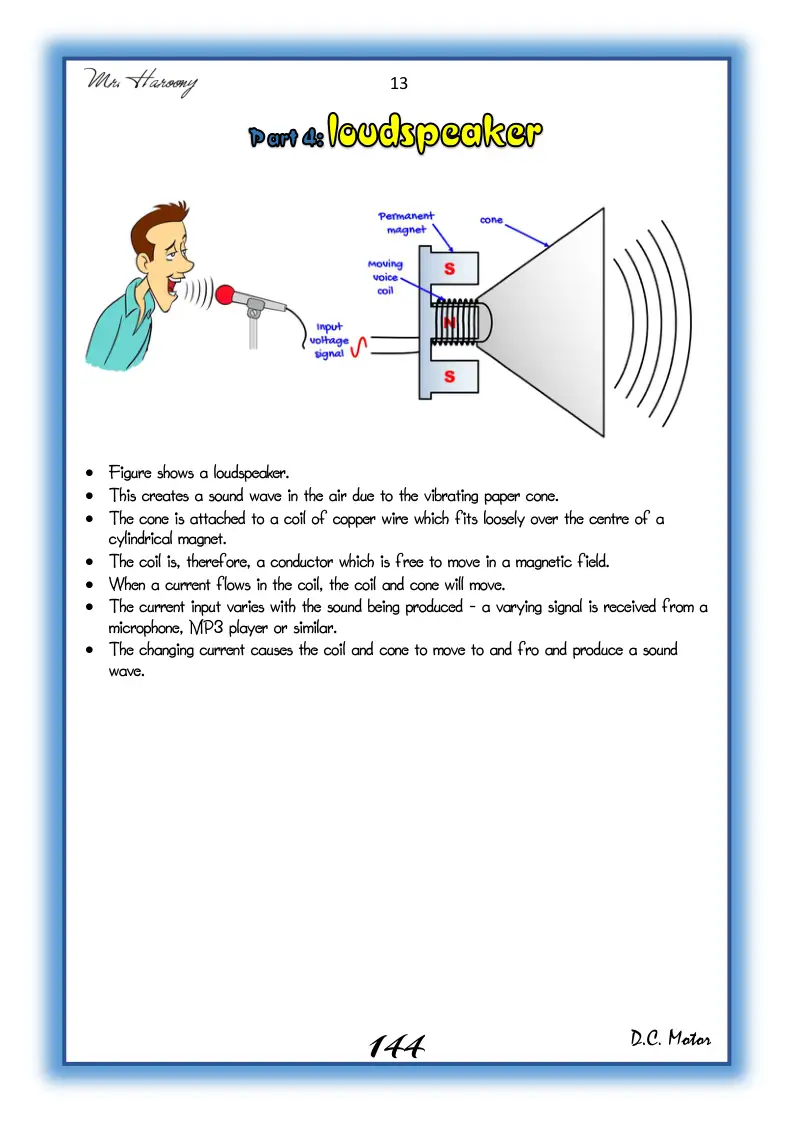 Mr. Haroony
13
Part 4: loudspeaker
Permanent
magnet
cone
S
Moving
voice
coil
N
Input
voltage
signal
S
• Figure shows a loudspeaker.
• This creates a sound wave in the air due to the vibrating paper cone.
• The cone is attached to a coil of copper wire which fits loosely over the centre of a
cylindrical magnet.
• The coil is, therefore, a conductor which is free to move in a magnetic field.
• When a current flows in the coil, the coil and cone will move.
• The current input varies with the sound being produced - a varying signal is received from a
microphone, MP3 player or similar.
• The changing current causes the coil and cone to move to and fro and produce a sound
wave.
144
D.C. Motor